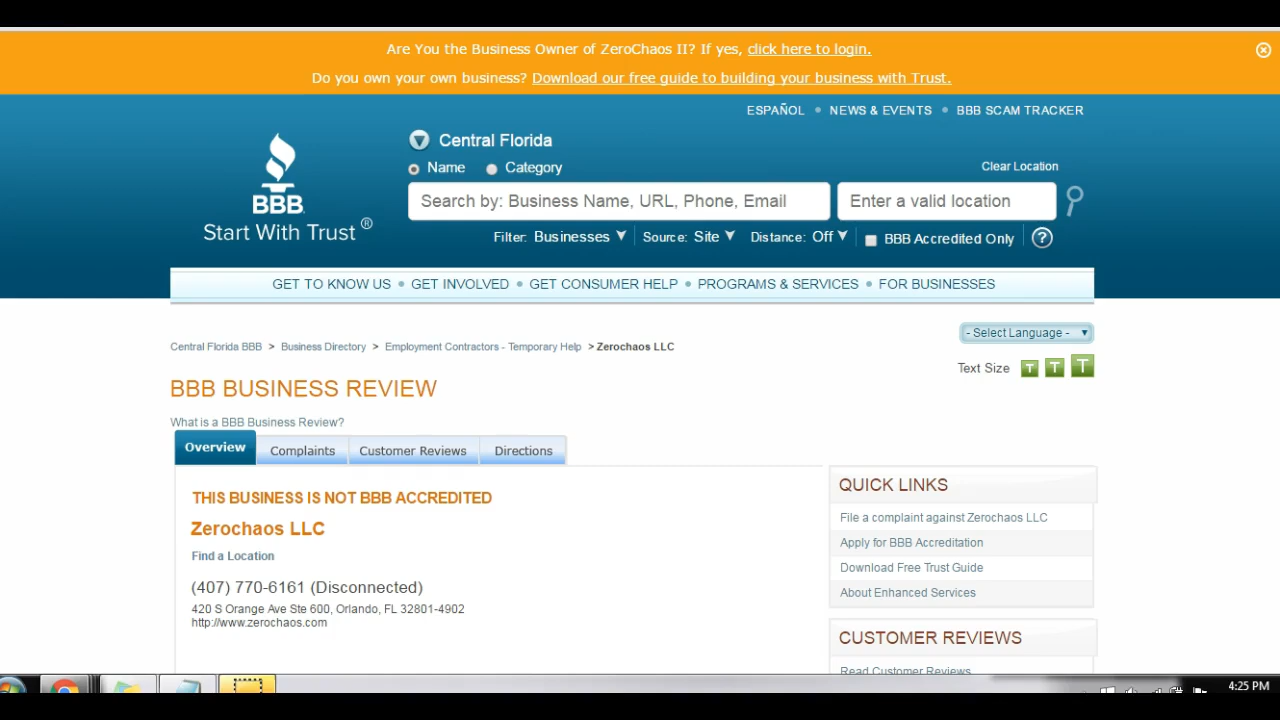 Are You the Business Owner of ZeroChaos II? If yes, click here to login.
Do you own your own business? Download our free guide to building your business with Trust.
ESPAÑOL • NEWS & EVENTS • BBB SCAM TRACKER
Central Florida
Name Category Clear Location
BBB.
Start With Trust ®
Search by: Business Name, URL, Phone, Email Enter a valid location
Filter: Businesses Source: Site Distance: Off BBB Accredited Only ?
GET TO KNOW US • GET INVOLVED • GET CONSUMER HELP • PROGRAMS & SERVICES • FOR BUSINESSES
- Select Language -
Central Florida BBB > Business Directory > Employment Contractors - Temporary Help > Zerochaos LLC
Text Size T T T
BBB BUSINESS REVIEW
What is a BBB Business Review?
Overview Complaints Customer Reviews Directions
THIS BUSINESS IS NOT BBB ACCREDITED
Zerochaos LLC
Find a Location
(407) 770-6161 (Disconnected)
420 S Orange Ave Ste 600, Orlando, FL 32801-4902
http://www.zerochaos.com
QUICK LINKS
File a complaint against Zerochaos LLC
Apply for BBB Accreditation
Download Free Trust Guide
About Enhanced Services
CUSTOMER REVIEWS
Read Customer Reviews
4:25 PM